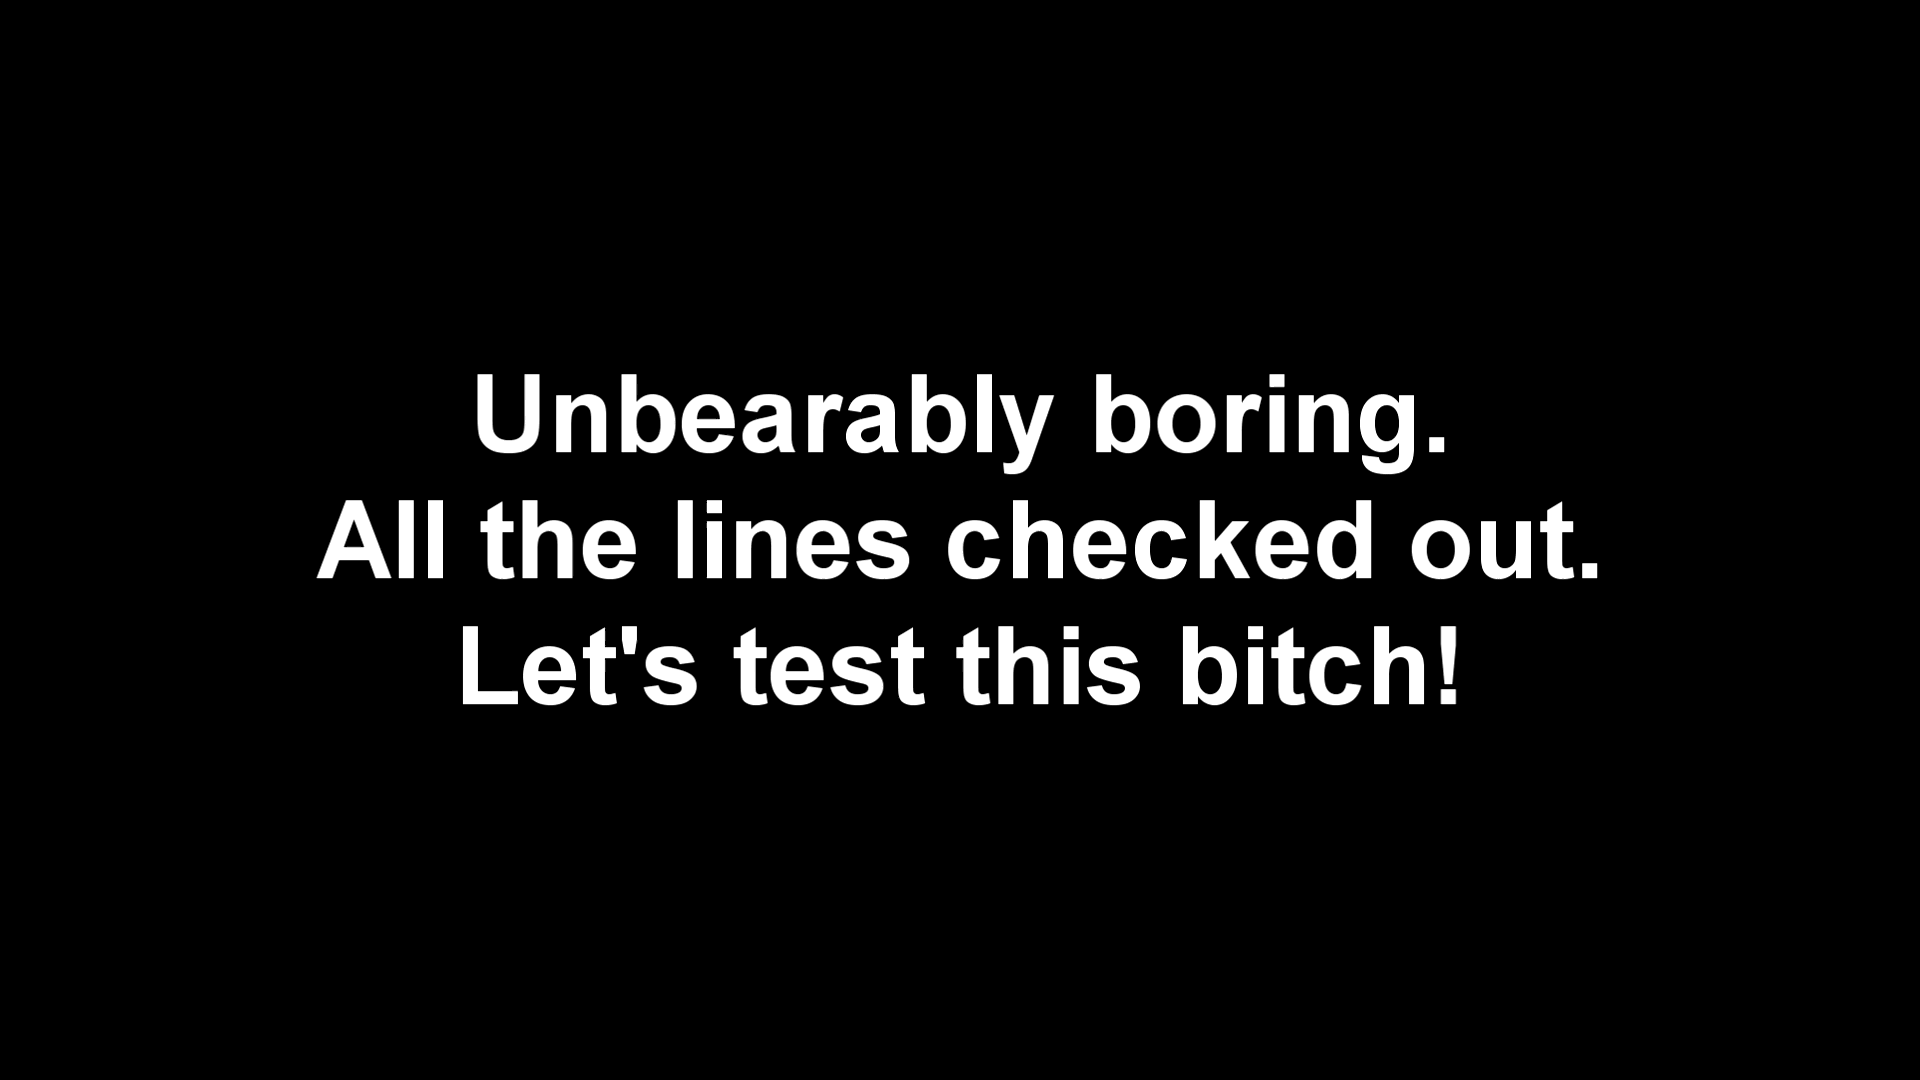 Unbearably boring.
All the lines checked out.
Let's test this bitch!